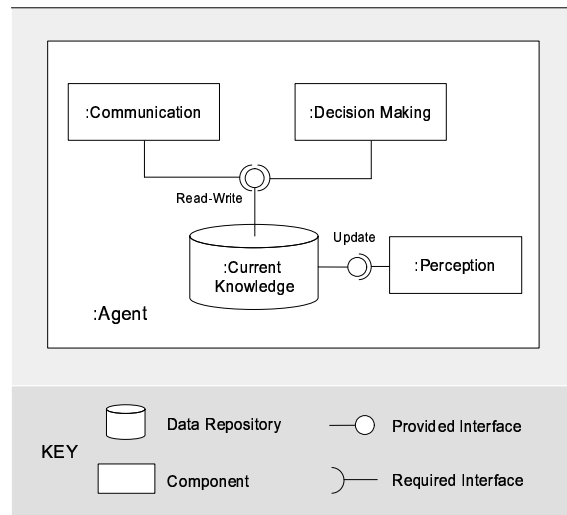 :Communication
:Decision Making
Read-Write
Update
:Current
Knowledge
:Perception
:Agent
KEY
Data Repository
Provided Interface
Component
Required Interface